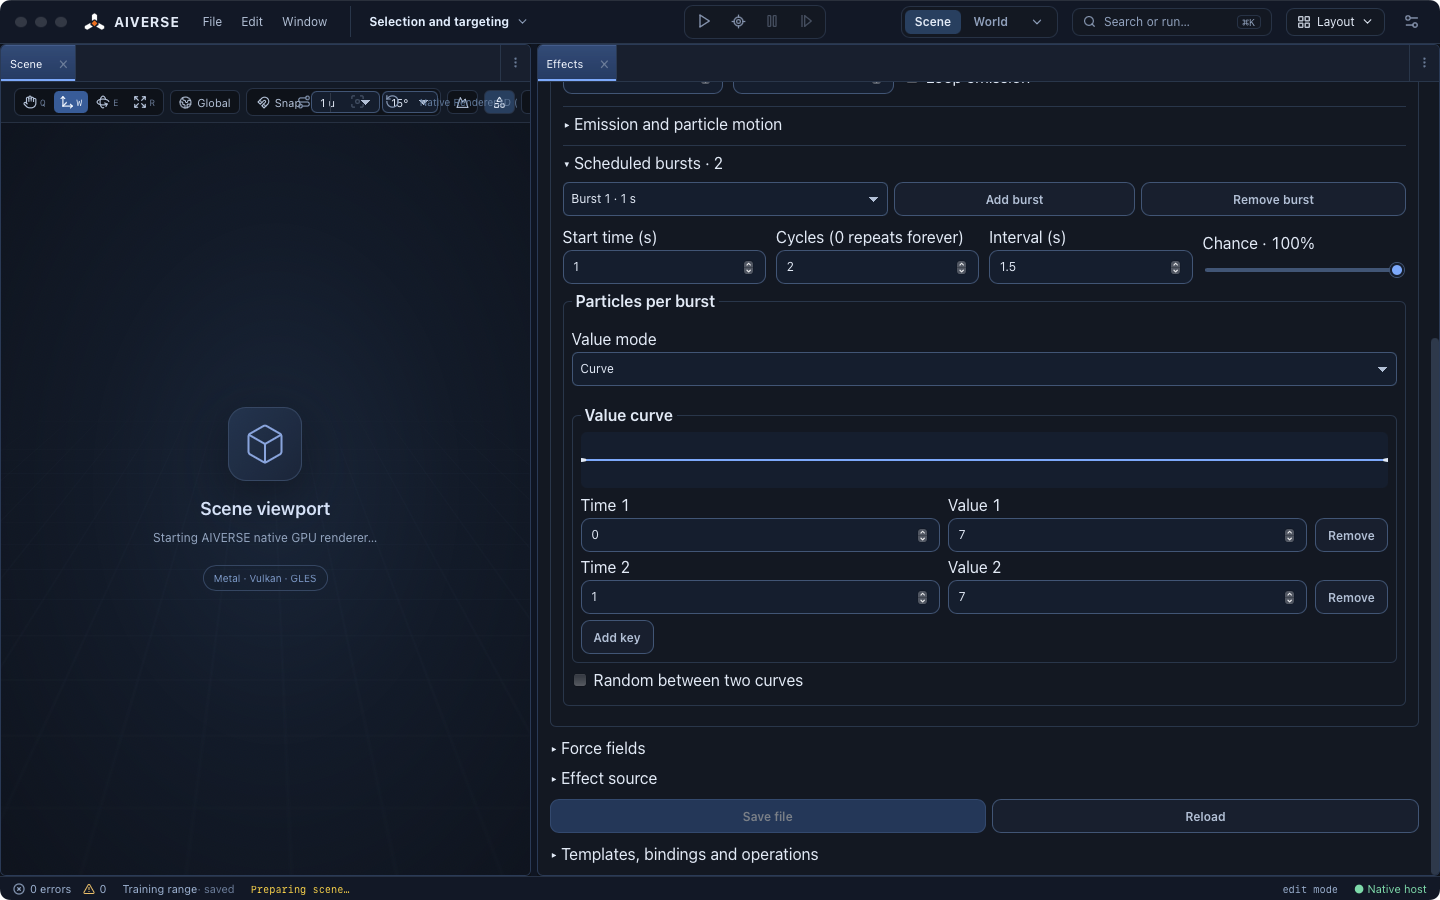 AIVERSE File Edit Window Selection and targeting Scene World Search or run... ⌘K Layout
Scene Effects
Q W E R Global Snap 1 u 15°
Emission and particle motion
Scheduled bursts · 2
Burst 1 · 1 s Add burst Remove burst
Start time (s) Cycles (0 repeats forever) Interval (s) Chance · 100%
1 2 1.5
Particles per burst
Value mode
Curve
Value curve
Time 1 Value 1
0 7 Remove
Time 2 Value 2
1 7 Remove
Add key
Random between two curves
Scene viewport
Starting AIVERSE native GPU renderer...
Metal · Vulkan · GLES
Force fields
Effect source
Save file Reload
Templates, bindings and operations
0 errors 0 Training range · saved Preparing scene… edit mode Native host